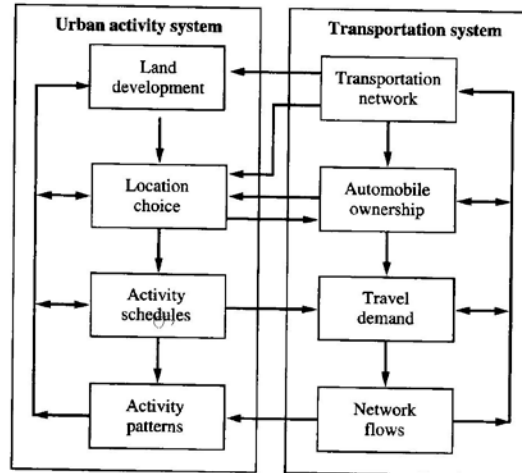 Urban activity system
Transportation system
Land
development
Transportation
network
Location
choice
Automobile
ownership
Activity
schedules
Travel
demand
Activity
patterns
Network
flows